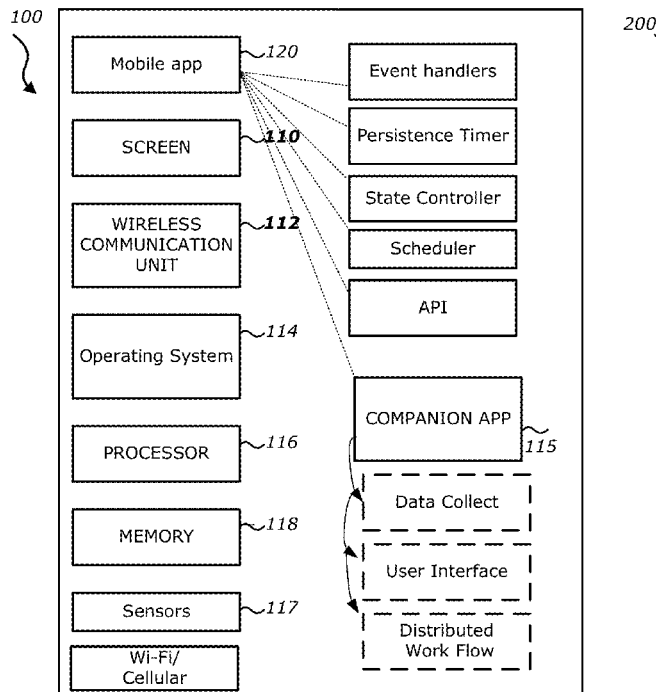 100
200
Mobile app
120
SCREEN
110
WIRELESS
COMMUNICATION
UNIT
112
Operating System
114
PROCESSOR
116
MEMORY
118
Sensors
117
Wi-Fi/
Cellular
Event handlers
Persistence Timer
State Controller
Scheduler
API
COMPANION APP
115
Data Collect
User Interface
Distributed
Work Flow